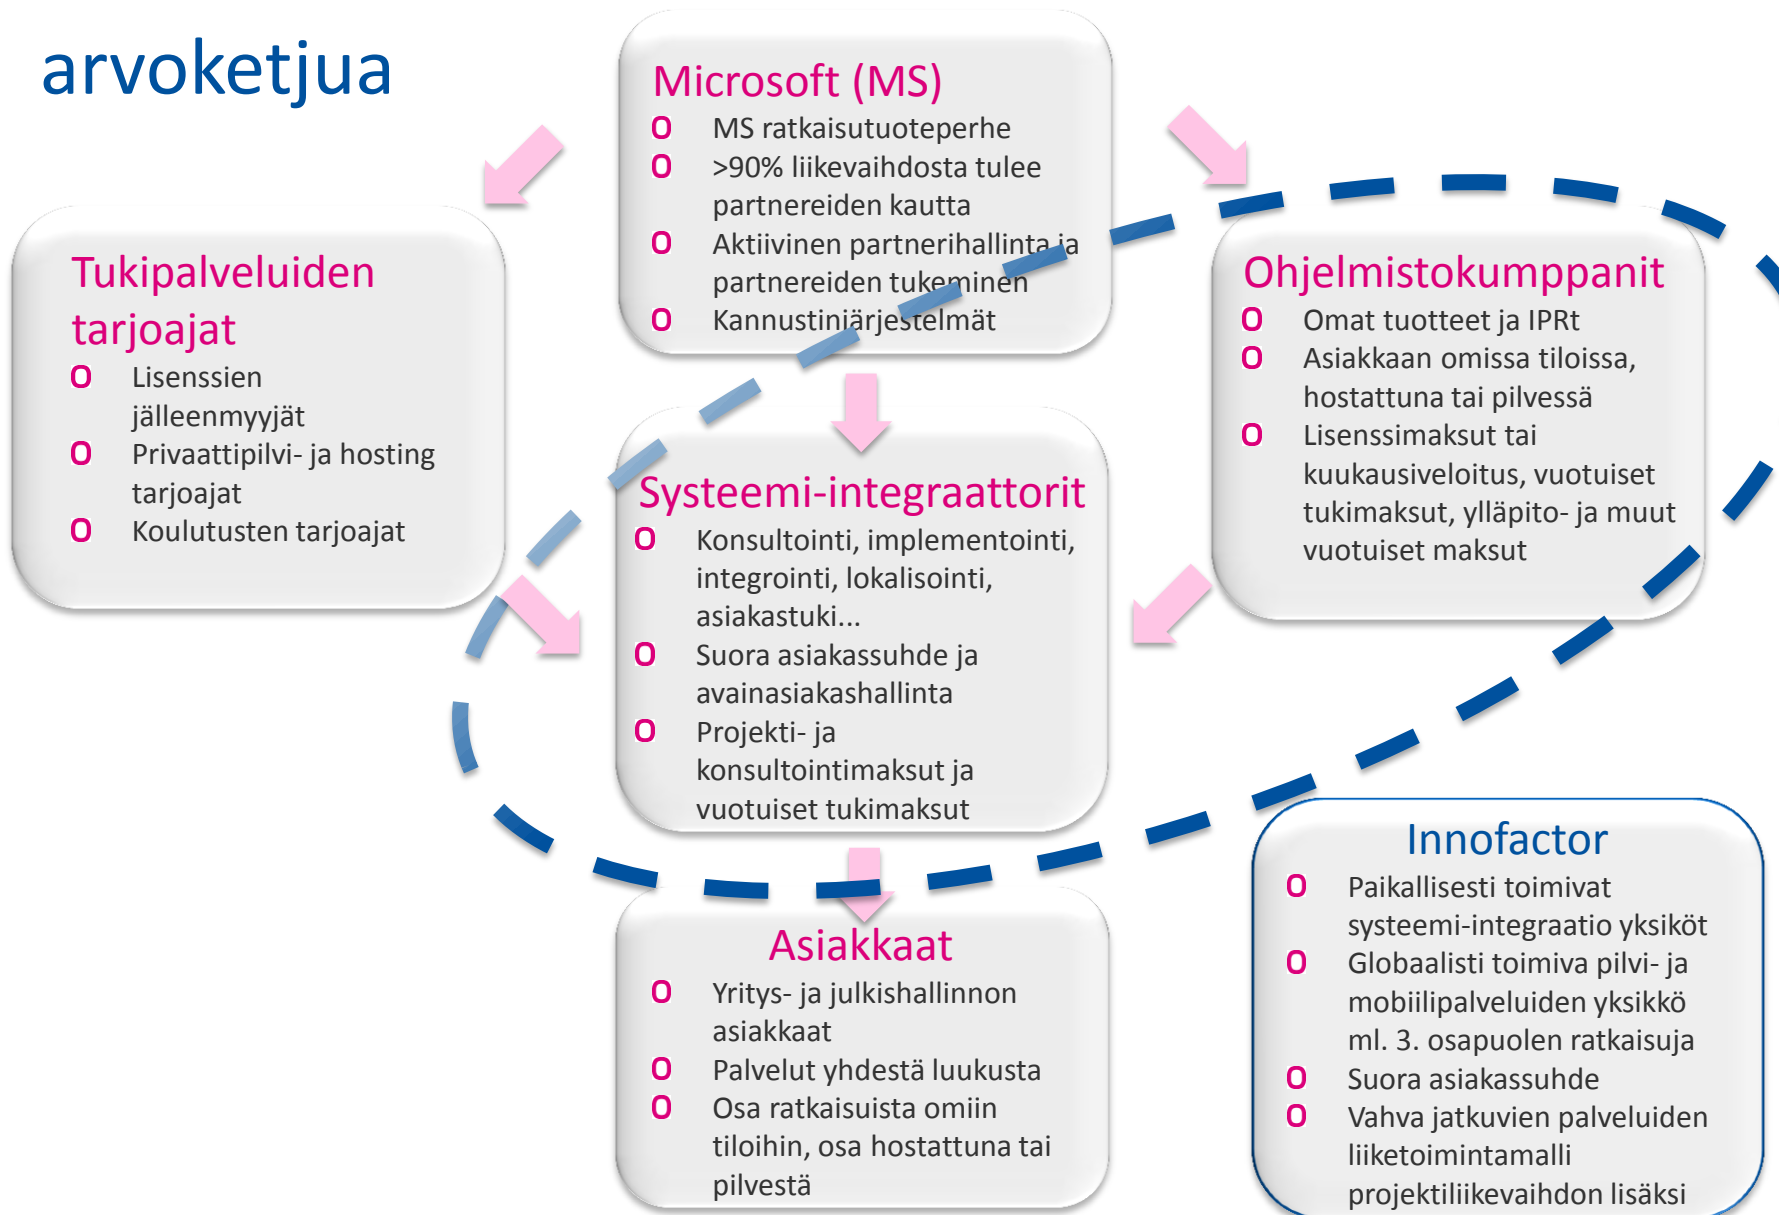 arvoketjua
Microsoft (MS)
MS ratkaisutuoteperhe
>90% liikevaihdosta tulee
partnereiden kautta
Aktiivinen partnerihallinta ja
partnereiden tukeminen
Kannustinjärjestelmät
Tukipalveluiden
tarjoajat
Lisenssien
jälleenmyyjät
Privaattipilvi- ja hosting
tarjoajat
Koulutusten tarjoajat
Ohjelmistokumppanit
Omat tuotteet ja IPRt
Asiakkaan omissa tiloissa,
hostattuna tai pilvessä
Lisenssimaksut tai
kuukausiveloitus, vuotuiset
tukimaksut, ylläpito- ja muut
vuotuiset maksut
Systeemi-integraattorit
Konsultointi, implementointi,
integrointi, lokalisointi,
asiakastuki...
Suora asiakassuhde ja
avainasiakashallinta
Projekti- ja
konsultointimaksut ja
vuotuiset tukimaksut
Asiakkaat
Yritys- ja julkishallinnon
asiakkaat
Palvelut yhdestä luukusta
Osa ratkaisuista omiin
tiloihin, osa hostattuna tai
pilvestä
Innofactor
Paikallisesti toimivat
systeemi-integraatio yksiköt
Globaalisti toimiva pilvi- ja
mobiilipalveluiden yksikkö
ml. 3. osapuolen ratkaisuja
Suora asiakassuhde
Vahva jatkuvien palveluiden
liiketoimintamalli
projektiliikevaihdon lisäksi